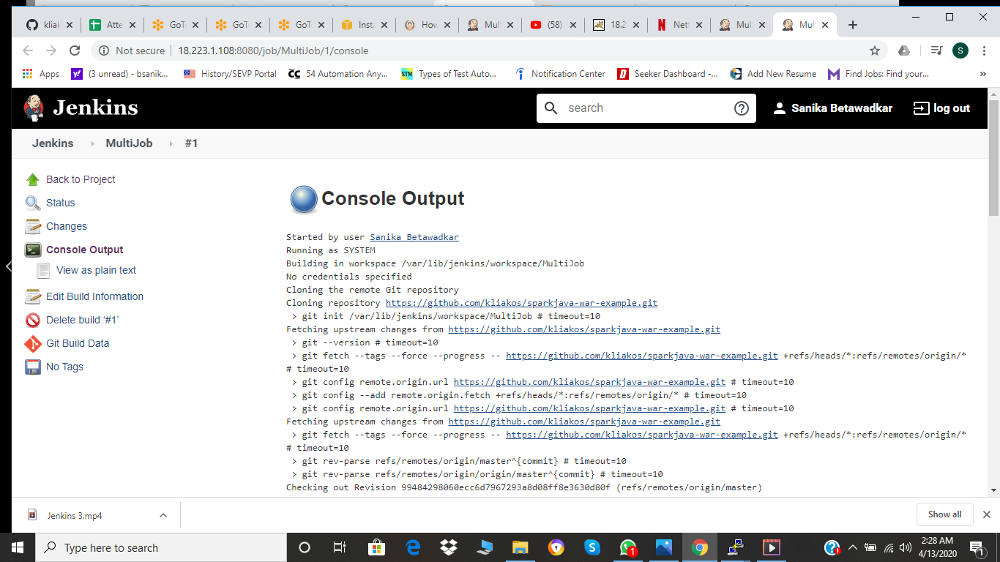 kliak
Atte
GoT
GoT
GoT
Insta
How
Mult
(58)
18.2
Netf
Mult
Mult
Not secure
18.223.1.108:8080/job/MultiJob/1/console
S
Apps
(3 unread) - bsanik...
History/SEVP Portal
54 Automation Any...
STM
Types of Test Auto...
Notification Center
Seeker Dashboard -...
Add New Resume
Find Jobs: Find your...
»
Jenkins
search
Sanika Betawadkar
log out
Jenkins
MultiJob
#1
Back to Project
Status
Changes
Console Output
View as plain text
Edit Build Information
Delete build ‘#1’
Git Build Data
No Tags
Console Output
Started by user Sanika Betawadkar
Running as SYSTEM
Building in workspace /var/lib/jenkins/workspace/MultiJob
No credentials specified
Cloning the remote Git repository
Cloning repository https://github.com/kliakos/sparkjava-war-example.git
> git init /var/lib/jenkins/workspace/MultiJob # timeout=10
Fetching upstream changes from https://github.com/kliakos/sparkjava-war-example.git
> git --version # timeout=10
> git fetch --tags --force --progress -- https://github.com/kliakos/sparkjava-war-example.git +refs/heads/*:refs/remotes/origin/*
# timeout=10
> git config remote.origin.url https://github.com/kliakos/sparkjava-war-example.git # timeout=10
> git config --add remote.origin.fetch +refs/heads/*:refs/remotes/origin/* # timeout=10
> git config remote.origin.url https://github.com/kliakos/sparkjava-war-example.git # timeout=10
Fetching upstream changes from https://github.com/kliakos/sparkjava-war-example.git
> git fetch --tags --force --progress -- https://github.com/kliakos/sparkjava-war-example.git +refs/heads/*:refs/remotes/origin/*
# timeout=10
> git rev-parse refs/remotes/origin/master^{commit} # timeout=10
> git rev-parse refs/remotes/origin/origin/master^{commit} # timeout=10
Checking out Revision 99484298060ecc6d7967293a8d08ff8e3630d80f (refs/remotes/origin/master)
Jenkins 3.mp4
Show all
Type here to search
1
2:28 AM
4/13/2020
1